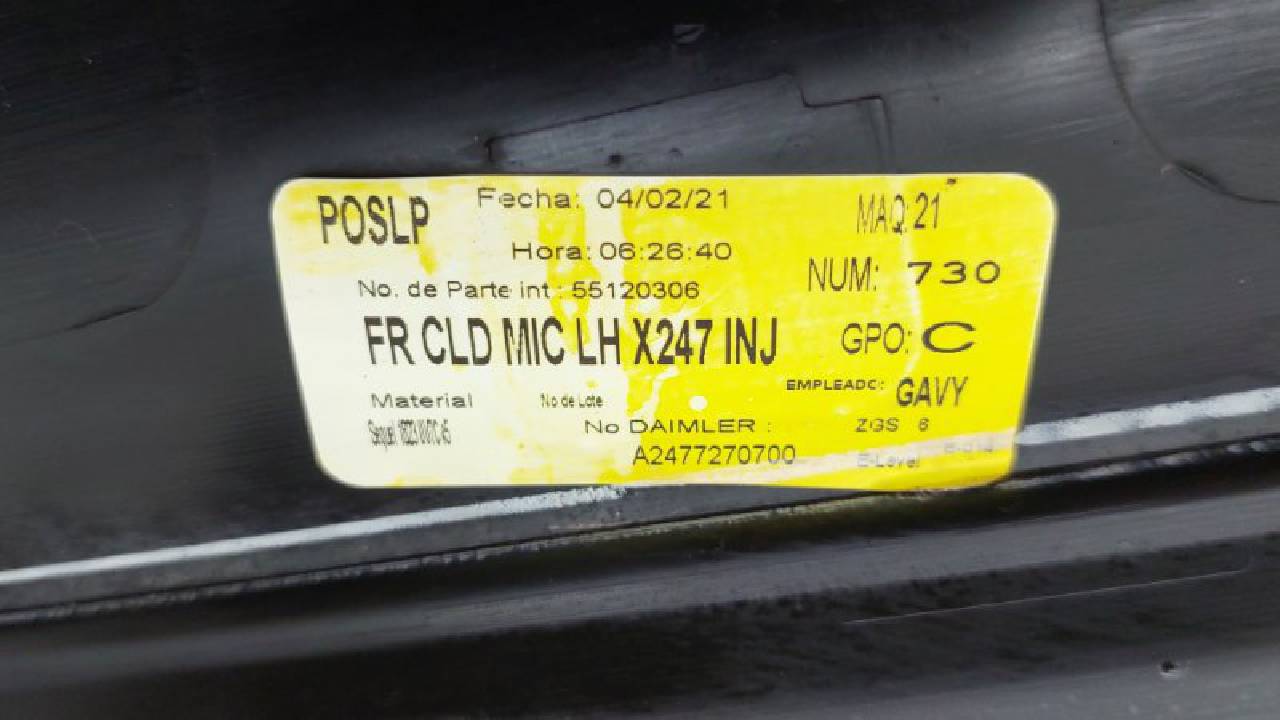 POSLP Fecha: 04/02/21 MAQ: 21
Hora: 06:26:40
NUM: 730
No. de Parte int : 55120306
FR CLD MIC LH X247 INJ GPO: C
EMPLEADO: GAVY
Material No de Lote
No DAIMLER : ZGS 6
A2477270700 E-Level